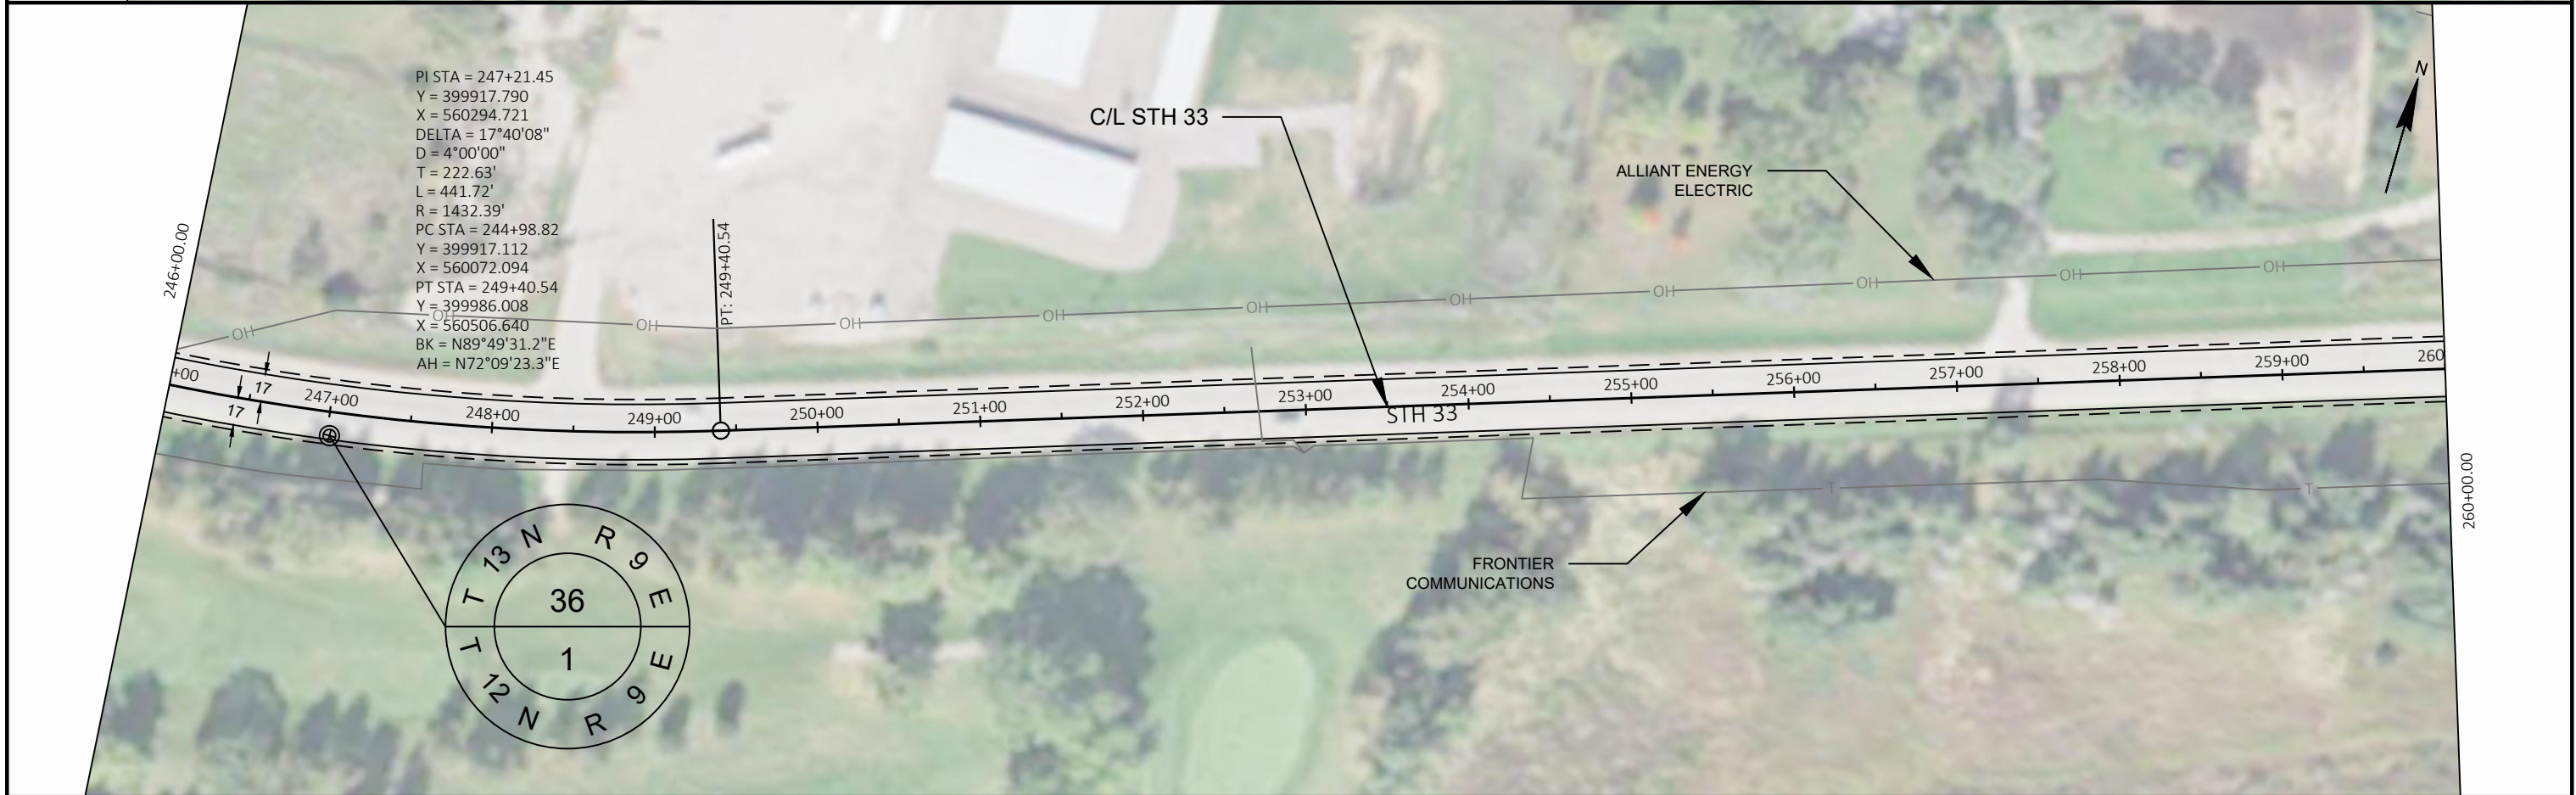 PI STA = 247+21.45
Y = 399917.790
X = 560294.721
DELTA = 17°40'08"
D = 4°00'00"
T = 222.63'
L = 441.72'
R = 1432.39'
PC STA = 244+98.82
Y = 399917.112
X = 560072.094
PT STA = 249+40.54
Y = 399986.008
X = 560506.640
BK = N89°49'31.2"E
AH = N72°09'23.3"E
246+00.00
PT: 249+40.54
C/L STH 33
ALLIANT ENERGY
ELECTRIC
N
OH OH OH OH OH OH OH OH OH OH OH
+00 247+00 248+00 249+00 250+00 251+00 252+00 253+00 254+00 255+00 256+00 257+00 258+00 259+00 260
17
17
STH 33
260+00.00
T T
FRONTIER
COMMUNICATIONS
T 13 N R 9 E
36
1
T 12 N R 9 E